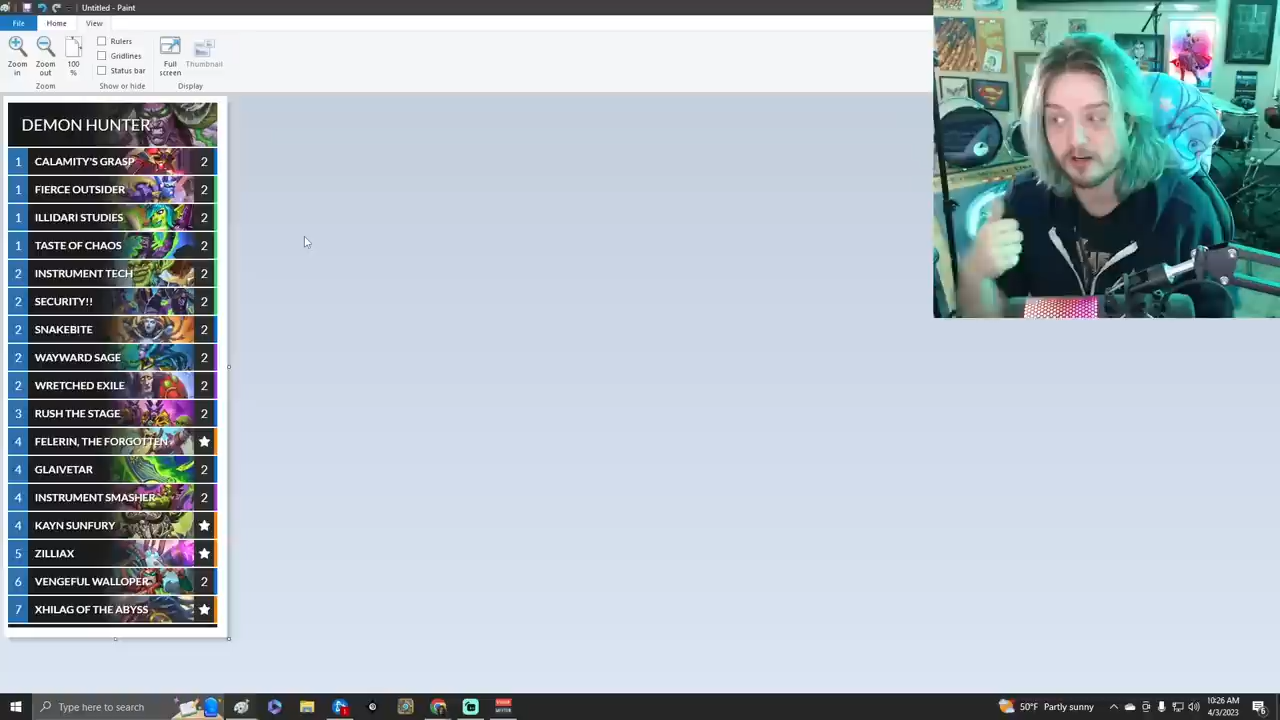 Untitled - Paint
File Home View
Zoom in
Zoom out
100 %
Rulers
Gridlines
Status bar
Full screen
Thumbnail
Zoom
Show or hide
Display
DEMON HUNTER
1 CALAMITY'S GRASP 2
1 FIERCE OUTSIDER 2
1 ILLIDARI STUDIES 2
1 TASTE OF CHAOS 2
2 INSTRUMENT TECH 2
2 SECURITY!! 2
2 SNAKEBITE 2
2 WAYWARD SAGE 2
2 WRETCHED EXILE 2
3 RUSH THE STAGE 2
4 FELERIN, THE FORGOTTEN
4 GLAIVETAR 2
4 INSTRUMENT SMASHER 2
4 KAYN SUNFURY
5 ZILLIAX
6 VENGEFUL WALLOPER 2
7 XHILAG OF THE ABYSS
Type here to search
50°F Partly sunny
10:26 AM
4/3/2023